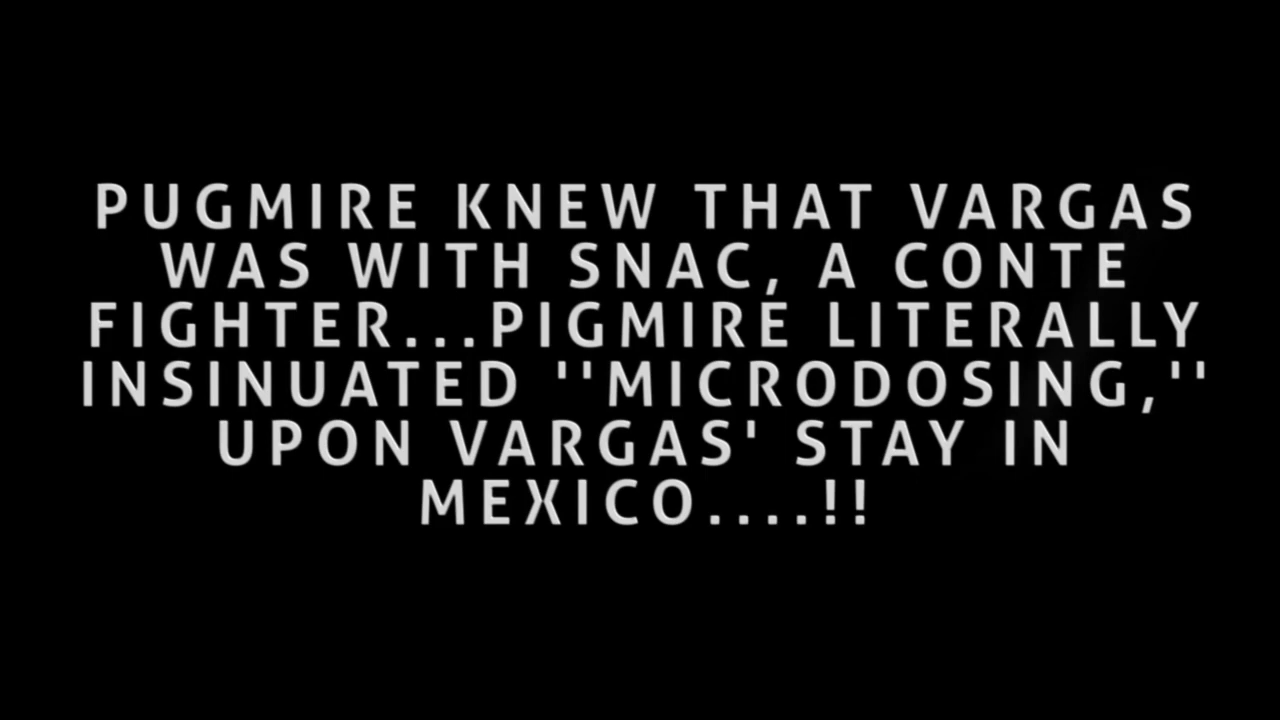 PUGMIRE KNEW THAT VARGAS
WAS WITH SNAC, A CONTE
FIGHTER...PIGMIRE LITERALLY
INSINUATED ''MICRODOSING,''
UPON VARGAS' STAY IN
MEXICO....!!